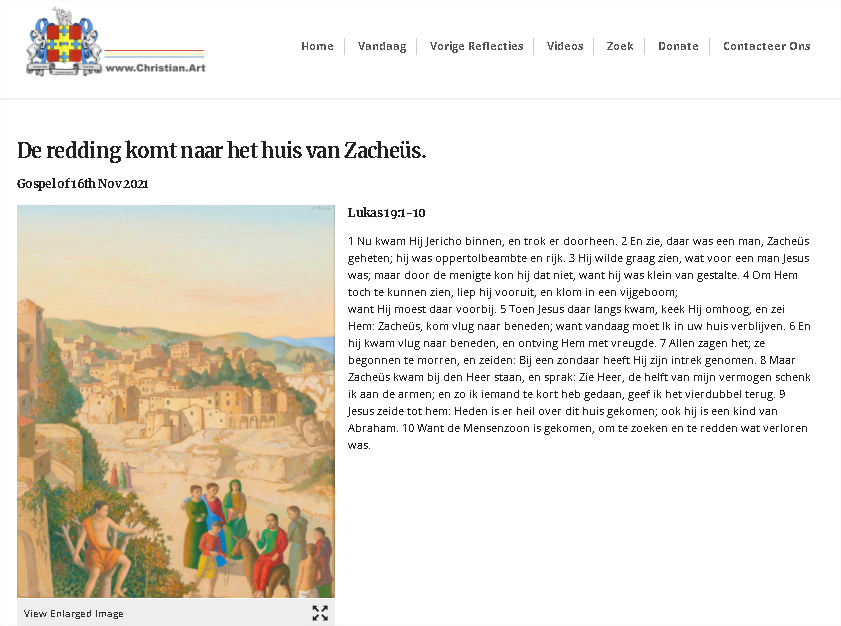 www.Christian.Art
Home
Vandaag
Vorige Reflecties
Videos
Zoek
Donate
Contacteer Ons
De redding komt naar het huis van Zacheüs.
Gospel of 16th Nov 2021
Lukas 19:1-10
1 Nu kwam Hij Jericho binnen, en trok er doorheen. 2 En zie, daar was een man, Zacheüs
geheten; hij was oppertolbeambte en rijk. 3 Hij wilde graag zien, wat voor een man Jesus
was; maar door de menigte kon hij dat niet, want hij was klein van gestalte. 4 Om Hem
toch te kunnen zien, liep hij vooruit, en klom in een vijgeboom;
want Hij moest daar voorbij. 5 Toen Jesus daar langs kwam, keek Hij omhoog, en zei
Hem: Zacheüs, kom vlug naar beneden; want vandaag moet Ik in uw huis verblijven. 6 En
hij kwam vlug naar beneden, en ontving Hem met vreugde. 7 Allen zagen het; ze
begonnen te morren, en zeiden: Bij een zondaar heeft Hij zijn intrek genomen. 8 Maar
Zacheüs kwam bij den Heer staan, en sprak: Zie Heer, de helft van mijn vermogen schenk
ik aan de armen; en zo ik iemand te kort heb gedaan, geef ik het vierdubbel terug. 9
Jesus zeide tot hem: Heden is er heil over dit huis gekomen; ook hij is een kind van
Abraham. 10 Want de Mensenzoon is gekomen, om te zoeken en te redden wat verloren
was.
View Enlarged Image